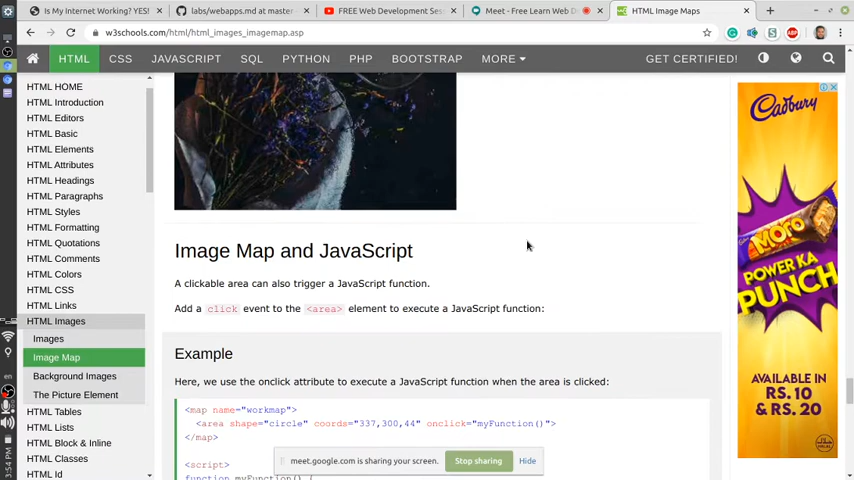 Is My Internet Working? YES!
labs/webapps.md at master
FREE Web Development Ses
Meet - Free Learn Web D
HTML Image Maps
w3schools.com/html/html_images_imagemap.asp
HTML CSS JAVASCRIPT SQL PYTHON PHP BOOTSTRAP MORE GET CERTIFIED!
HTML HOME
HTML Introduction
HTML Editors
HTML Basic
HTML Elements
HTML Attributes
HTML Headings
HTML Paragraphs
HTML Styles
HTML Formatting
HTML Quotations
HTML Comments
HTML Colors
HTML CSS
HTML Links
HTML Images
Images
Image Map
Background Images
The Picture Element
HTML Tables
HTML Lists
HTML Block & Inline
HTML Classes
HTML Id
en
3:54 PM
Image Map and JavaScript
A clickable area can also trigger a JavaScript function.
Add a click event to the <area> element to execute a JavaScript function:
Example
Here, we use the onclick attribute to execute a JavaScript function when the area is clicked:
<map name="workmap">
<area shape="circle" coords="337,300,44" onclick="myFunction()">
</map>
<script>
function myFunction() {
meet.google.com is sharing your screen.
Stop sharing
Hide
Cadbury
MORO
POWER KA
PUNCH
AVAILABLE IN
RS. 10
& RS. 20